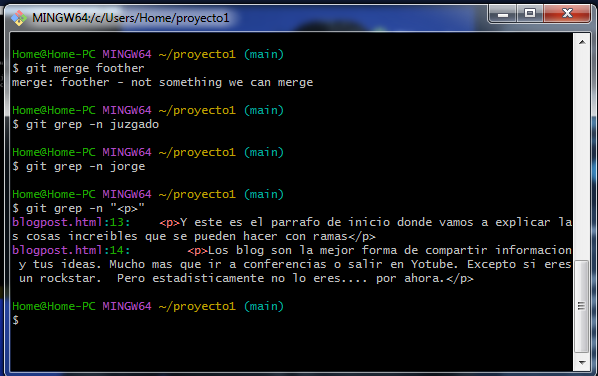 MINGW64:/c/Users/Home/proyecto1
Home@Home-PC MINGW64 ~/proyecto1 (main)
$ git merge foother
merge: foother - not something we can merge
Home@Home-PC MINGW64 ~/proyecto1 (main)
$ git grep -n juzgado
Home@Home-PC MINGW64 ~/proyecto1 (main)
$ git grep -n jorge
Home@Home-PC MINGW64 ~/proyecto1 (main)
$ git grep -n "<p>"
blogpost.html:13:    <p>Y este es el parrafo de inicio donde vamos a explicar la
s cosas increibles que se pueden hacer con ramas</p>
blogpost.html:14:        <p>Los blog son la mejor forma de compartir informacion
 y tus ideas. Mucho mas que ir a conferencias o salir en Yotube. Excepto si eres
 un rockstar.  Pero estadisticamente no lo eres.... por ahora.</p>
Home@Home-PC MINGW64 ~/proyecto1 (main)
$